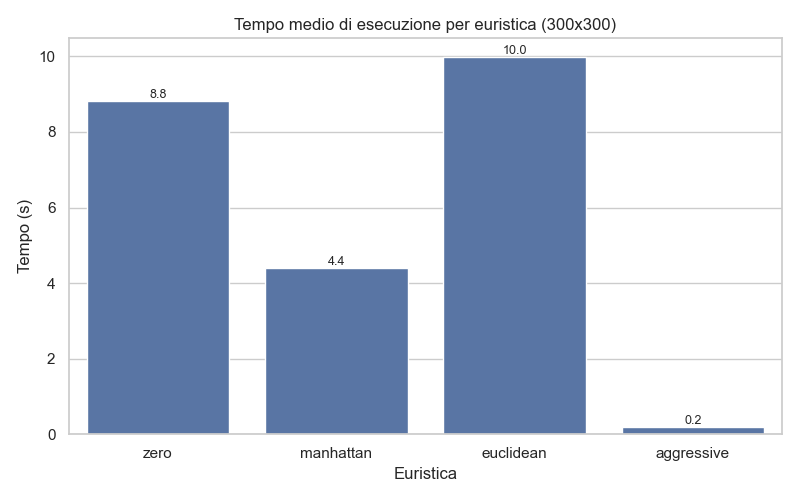 Tempo medio di esecuzione per euristica (300x300)
Tempo (s)
10
8
6
4
2
0
8.8
4.4
10.0
0.2
zero
manhattan
euclidean
aggressive
Euristica